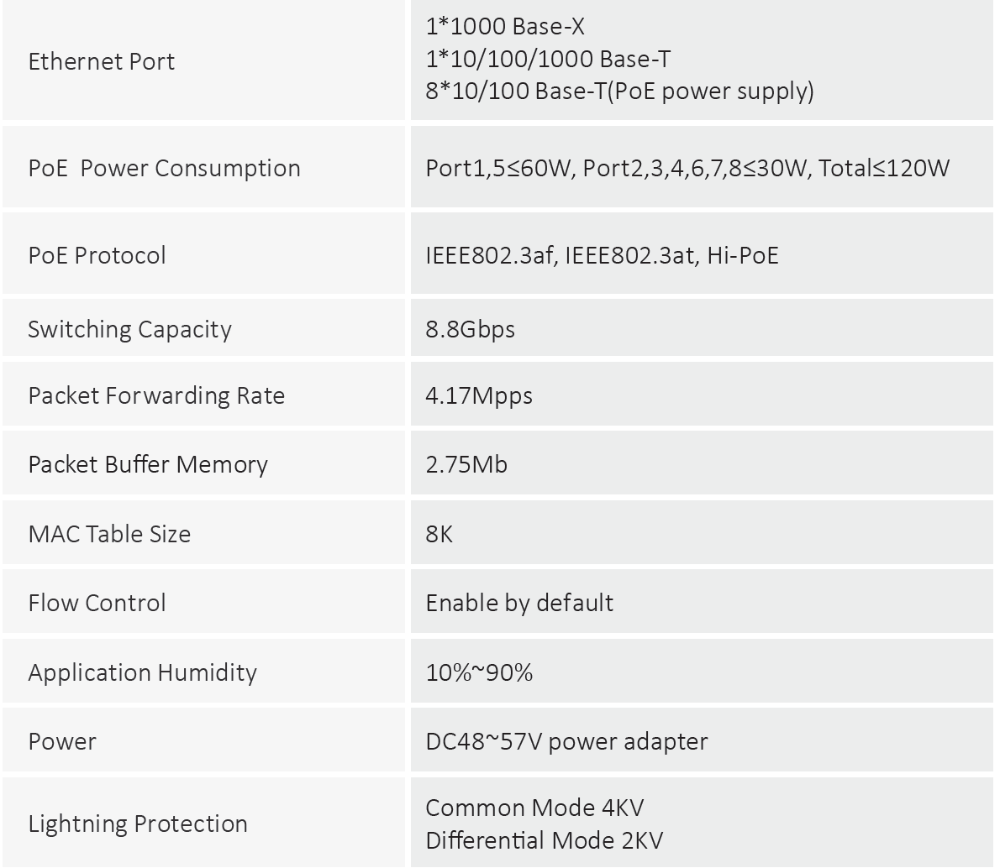 Ethernet Port
1*1000 Base-X
1*10/100/1000 Base-T
8*10/100 Base-T(PoE power supply)
PoE  Power Consumption
Port1,5≤60W, Port2,3,4,6,7,8≤30W, Total≤120W
PoE Protocol
IEEE802.3af, IEEE802.3at, Hi-PoE
Switching Capacity
8.8Gbps
Packet Forwarding Rate
4.17Mpps
Packet Buffer Memory
2.75Mb
MAC Table Size
8K
Flow Control
Enable by default
Application Humidity
10%~90%
Power
DC48~57V power adapter
Lightning Protection
Common Mode 4KV
Differential Mode 2KV